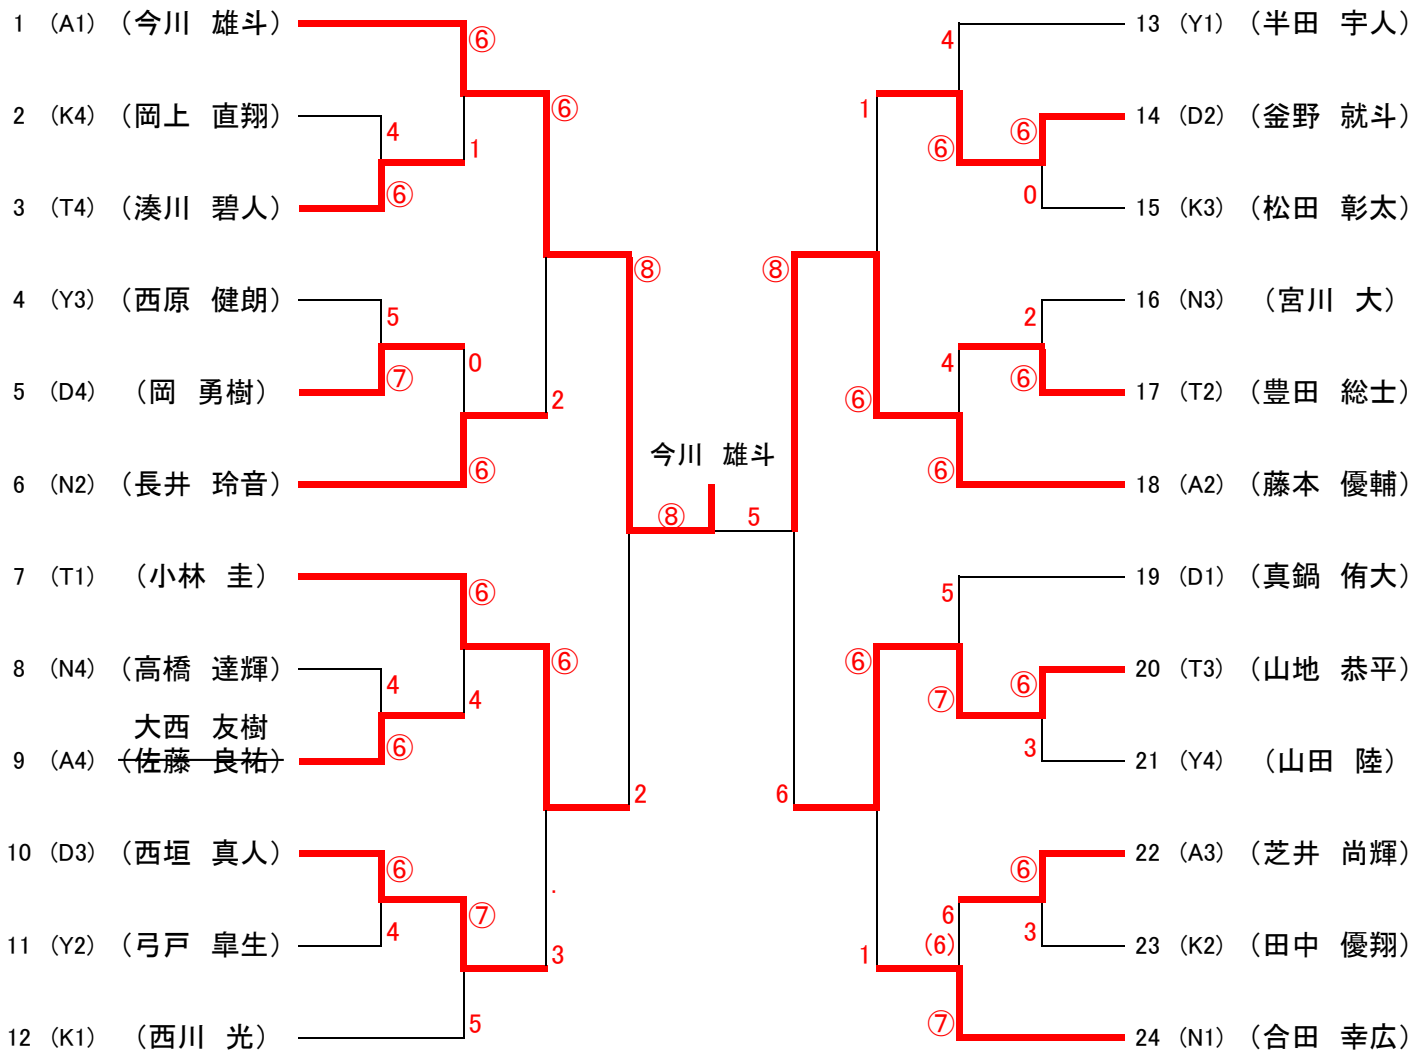 1 (A1) （今川 雄斗）
2 (K4) （岡上 直翔）
3 (T4) （湊川 碧人）
4 (Y3) （西原 健朗）
5 (D4) （岡 勇樹）
6 (N2) （長井 玲音）
7 (T1) （小林 圭）
8 (N4) （高橋 達輝）
大西 友樹
9 (A4) （佐藤 良祐）
10 (D3) （西垣 真人）
11 (Y2) （弓戸 皐生）
12 (K1) （西川 光）
⑥
4
⑥
1
⑥
5
⑦
0
⑥
2
⑧
⑥
4
⑥
4
⑥
⑥
4
⑦
5
.
3
2
今川 雄斗
⑧ 5
4
⑥
0
⑥
1
2
⑥
4
⑥
⑥
⑧
5
⑥
3
⑦
⑥
⑥
3
6
(6)
⑦
1
6
13 (Y1) （半田 宇人）
14 (D2) （釜野 就斗）
15 (K3) （松田 彰太）
16 (N3) （宮川 大）
17 (T2) （豊田 総士）
18 (A2) （藤本 優輔）
19 (D1) （真鍋 侑大）
20 (T3) （山地 恭平）
21 (Y4) （山田 陸）
22 (A3) （芝井 尚輝）
23 (K2) （田中 優翔）
24 (N1) （合田 幸広）